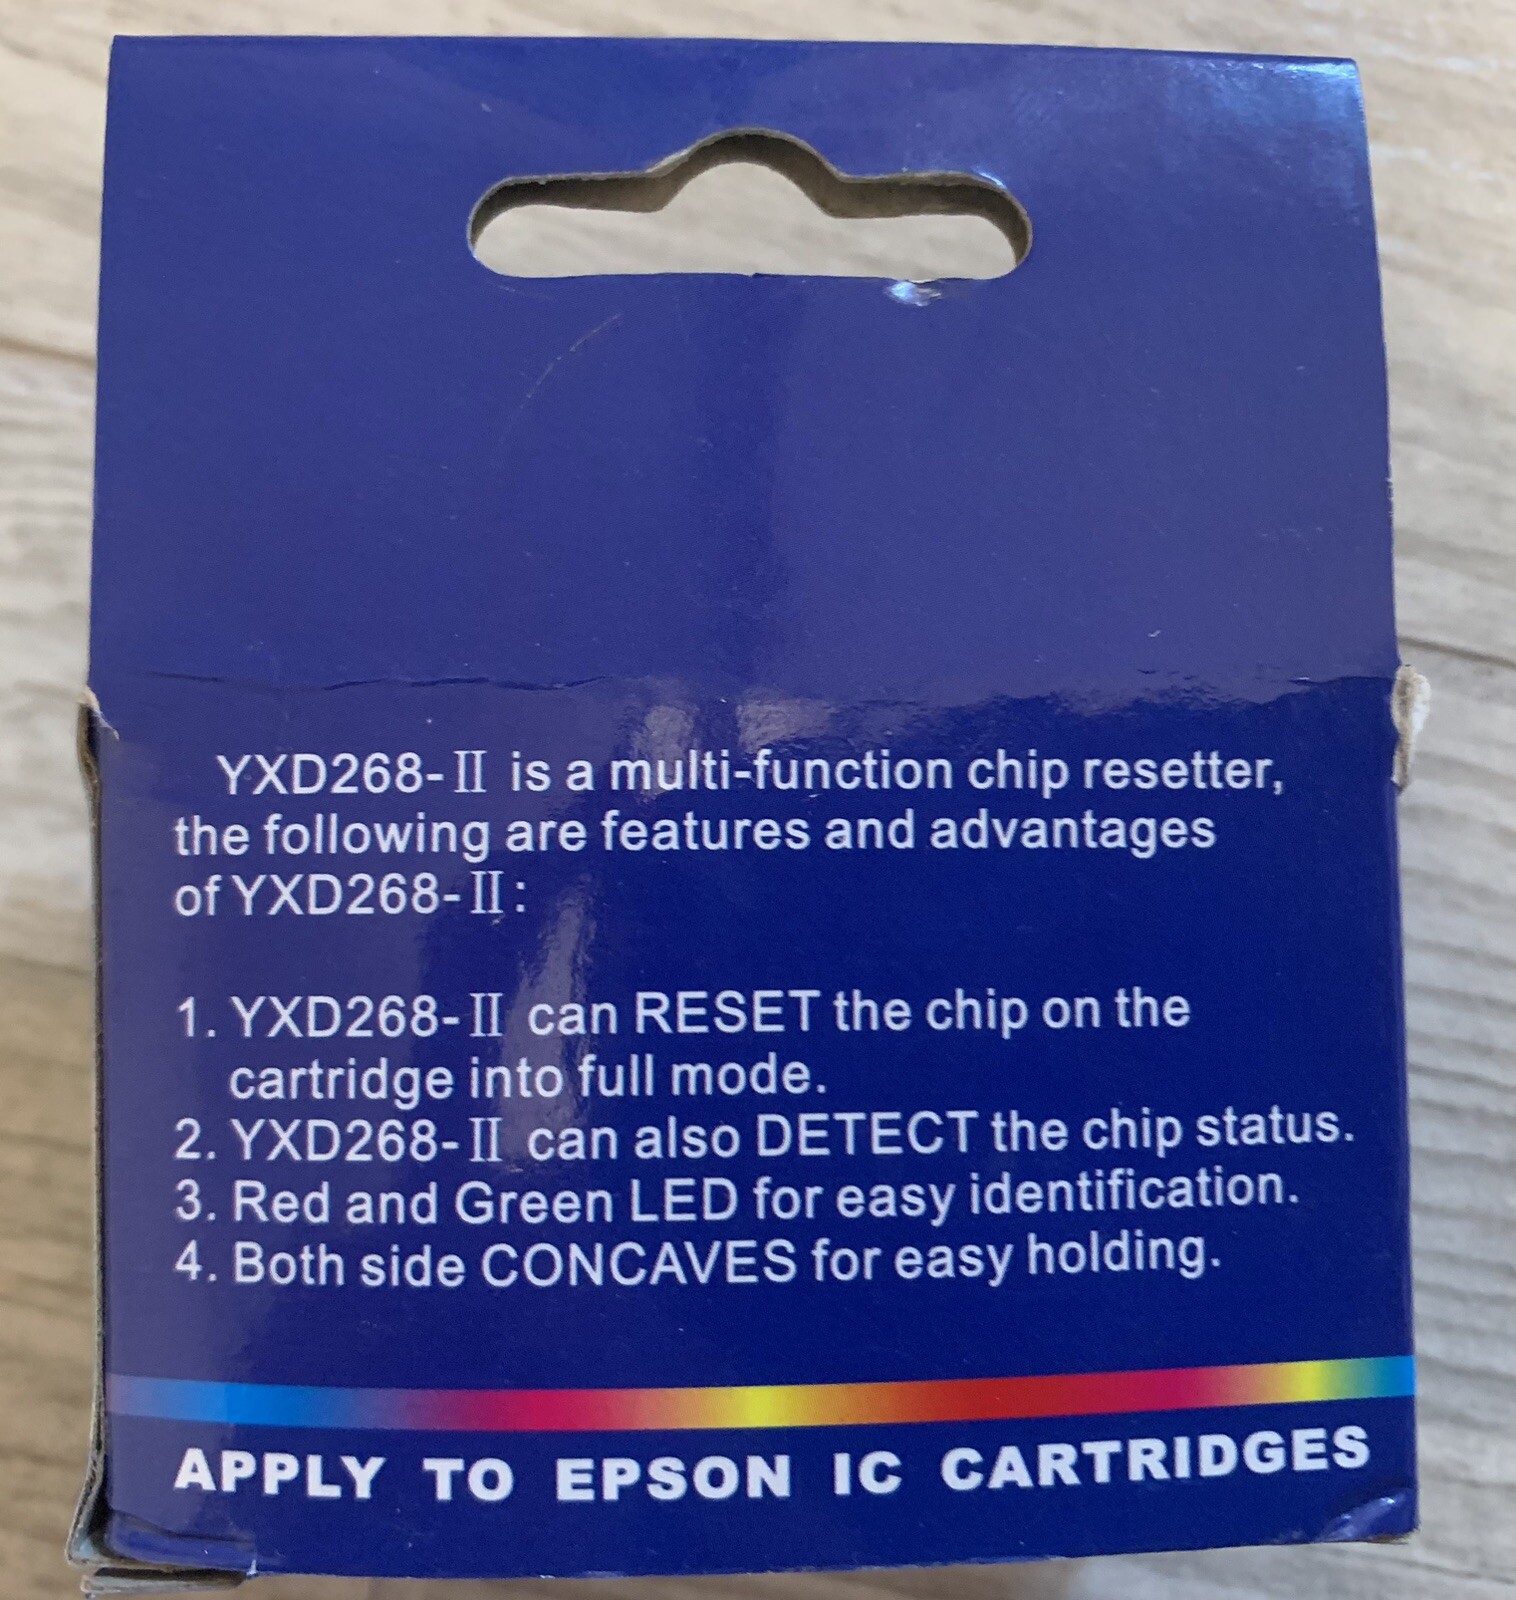 YXD268-Ⅱ is a multi-function chip resetter,
the following are features and advantages
of YXD268-Ⅱ:
1. YXD268-Ⅱ can RESET the chip on the
cartridge into full mode.
2. YXD268-Ⅱ can also DETECT the chip status.
3. Red and Green LED for easy identification.
4. Both side CONCAVES for easy holding.
APPLY TO EPSON IC CARTRIDGES